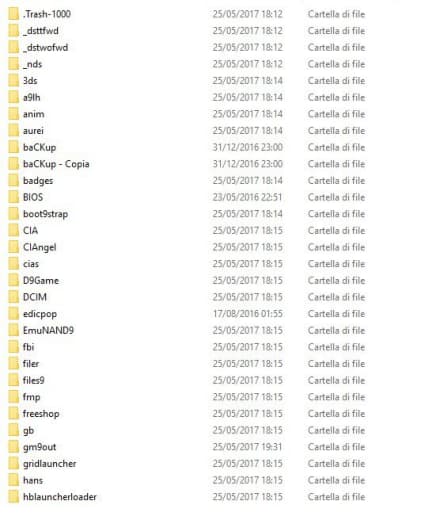 .Trash-1000 25/05/2017 18:12 Cartella di file
_dsttfwd 25/05/2017 18:12 Cartella di file
_dstwofwd 25/05/2017 18:12 Cartella di file
_nds 25/05/2017 18:12 Cartella di file
3ds 25/05/2017 18:14 Cartella di file
a9lh 25/05/2017 18:14 Cartella di file
anim 25/05/2017 18:14 Cartella di file
aurei 25/05/2017 18:14 Cartella di file
baCKup 31/12/2016 23:00 Cartella di file
baCKup - Copia 31/12/2016 23:00 Cartella di file
badges 25/05/2017 18:14 Cartella di file
BIOS 23/05/2016 22:51 Cartella di file
boot9strap 25/05/2017 18:14 Cartella di file
CIA 25/05/2017 18:15 Cartella di file
CIAngel 25/05/2017 18:15 Cartella di file
cias 25/05/2017 18:15 Cartella di file
D9Game 25/05/2017 18:15 Cartella di file
DCIM 25/05/2017 18:15 Cartella di file
edicpop 17/08/2016 01:55 Cartella di file
EmuNAND9 25/05/2017 18:15 Cartella di file
fbi 25/05/2017 18:15 Cartella di file
filer 25/05/2017 18:15 Cartella di file
files9 25/05/2017 18:15 Cartella di file
fmp 25/05/2017 18:15 Cartella di file
freeshop 25/05/2017 18:15 Cartella di file
gb 25/05/2017 18:15 Cartella di file
gm9out 25/05/2017 19:31 Cartella di file
gridlauncher 25/05/2017 18:15 Cartella di file
hans 25/05/2017 18:15 Cartella di file
hblauncherloader 25/05/2017 18:15 Cartella di file